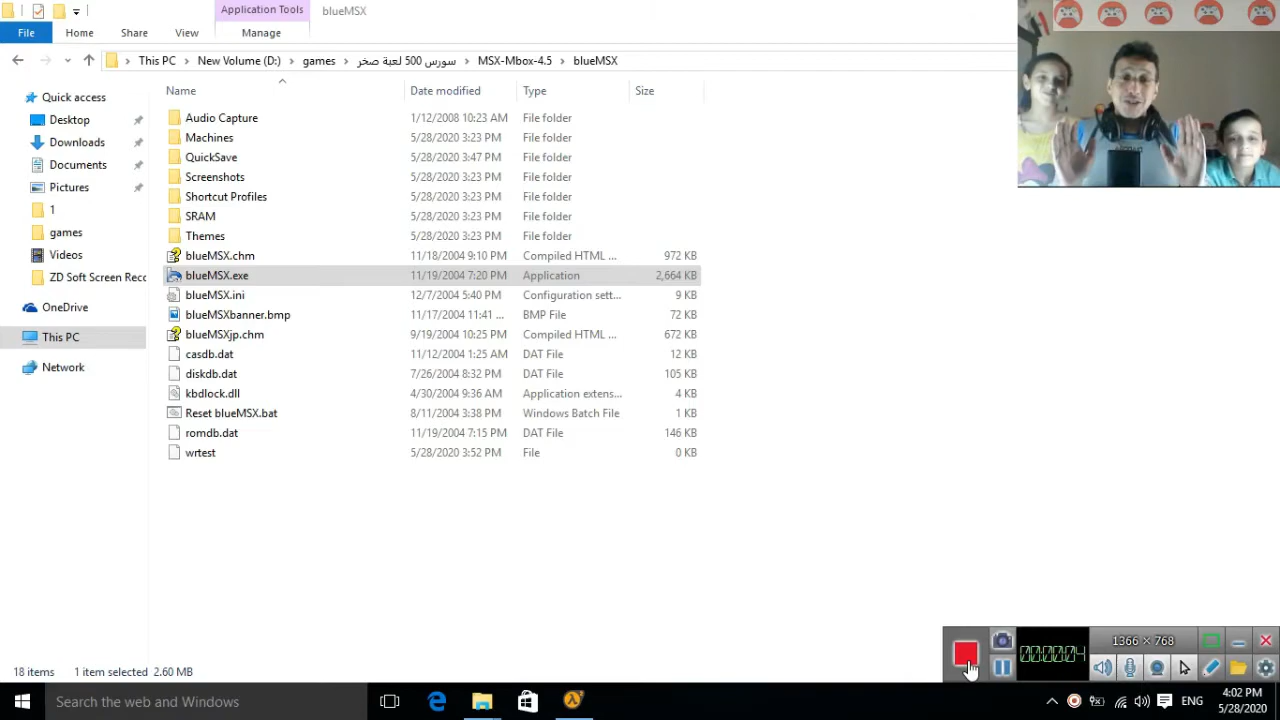 Application Tools
blueMSX
File
Home
Share
View
Manage
This PC
New Volume (D:)
games
سورس 500 لعبة صخر
MSX-Mbox-4.5
blueMSX
Name
Date modified
Type
Size
Quick access
Desktop
Downloads
Documents
Pictures
1
games
Videos
ZD Soft Screen Recc
OneDrive
This PC
Network
Audio Capture 1/12/2008 10:23 AM File folder
Machines 5/28/2020 3:23 PM File folder
QuickSave 5/28/2020 3:47 PM File folder
Screenshots 5/28/2020 3:23 PM File folder
Shortcut Profiles 5/28/2020 3:23 PM File folder
SRAM 5/28/2020 3:23 PM File folder
Themes 5/28/2020 3:23 PM File folder
blueMSX.chm 11/18/2004 9:10 PM Compiled HTML ... 972 KB
blueMSX.exe 11/19/2004 7:20 PM Application 2,664 KB
blueMSX.ini 12/7/2004 5:40 PM Configuration sett... 9 KB
blueMSXbanner.bmp 11/17/2004 11:41 ... BMP File 72 KB
blueMSXjp.chm 9/19/2004 10:25 PM Compiled HTML ... 672 KB
casdb.dat 11/12/2004 1:25 AM DAT File 12 KB
diskdb.dat 7/26/2004 8:32 PM DAT File 105 KB
kbdlock.dll 4/30/2004 9:36 AM Application extens... 4 KB
Reset blueMSX.bat 8/11/2004 3:38 PM Windows Batch File 1 KB
romdb.dat 11/19/2004 7:15 PM DAT File 146 KB
wrtest 5/28/2020 3:52 PM File 0 KB
18 items 1 item selected 2.60 MB
1366 × 768
00:00:04
Search the web and Windows
ENG
4:02 PM
5/28/2020